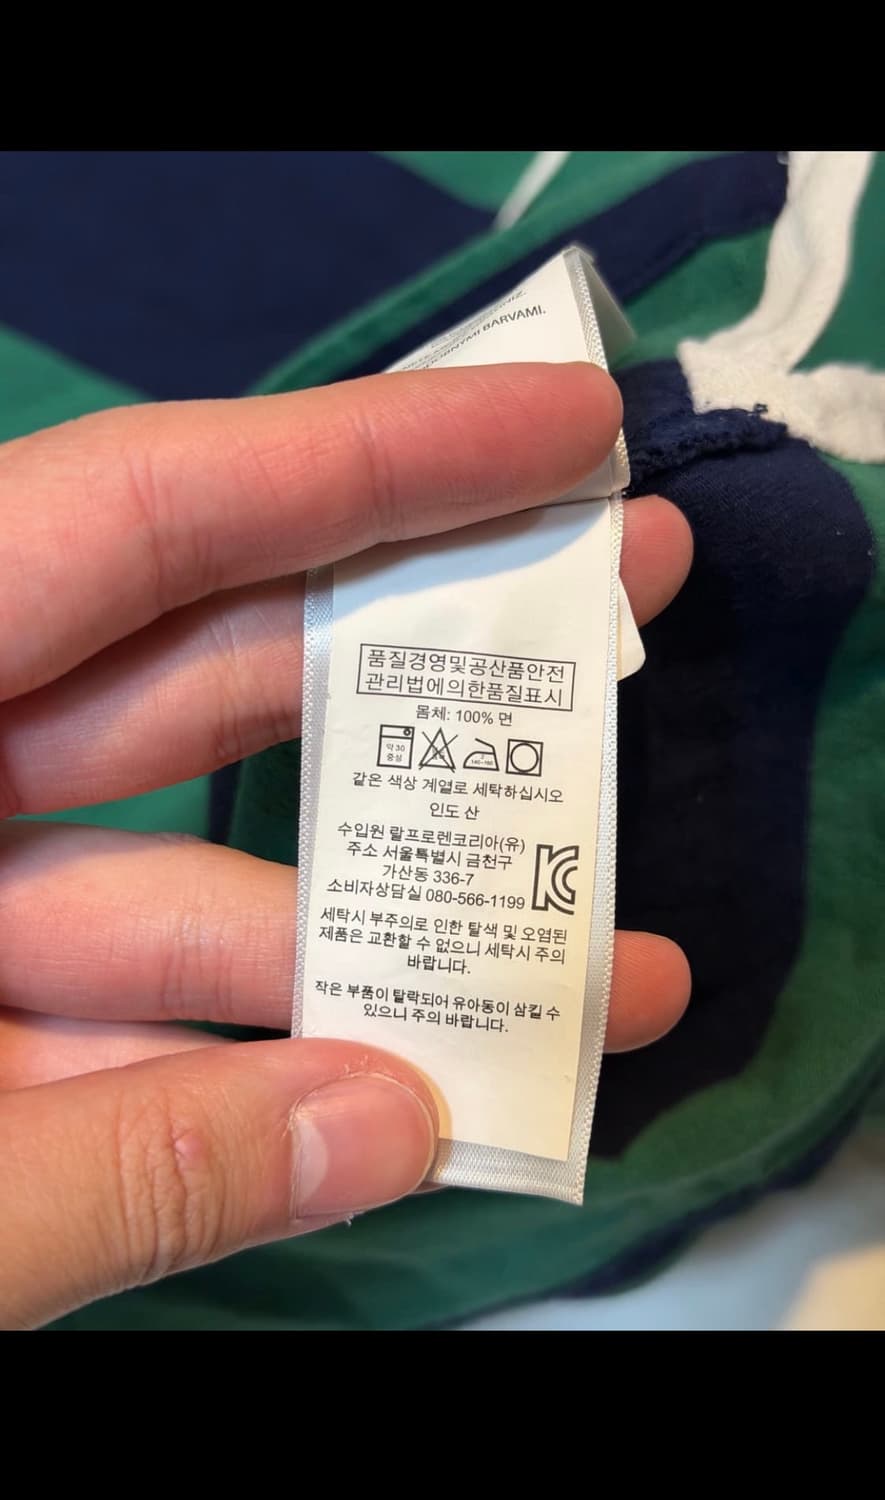 PODOBNYMI BARVAMI.
품질경영및공산품안전
관리법에의한품질표시
몸체: 100% 면
약 30
중성
140~160
같은 색상 계열로 세탁하십시오
인도 산
수입원 랄프로렌코리아(유)
주소 서울특별시 금천구
가산동 336-7
소비자상담실 080-566-1199
세탁시 부주의로 인한 탈색 및 오염된
제품은 교환할 수 없으니 세탁시 주의
바랍니다.
작은 부품이 탈락되어 유아동이 삼킬 수
있으니 주의 바랍니다.